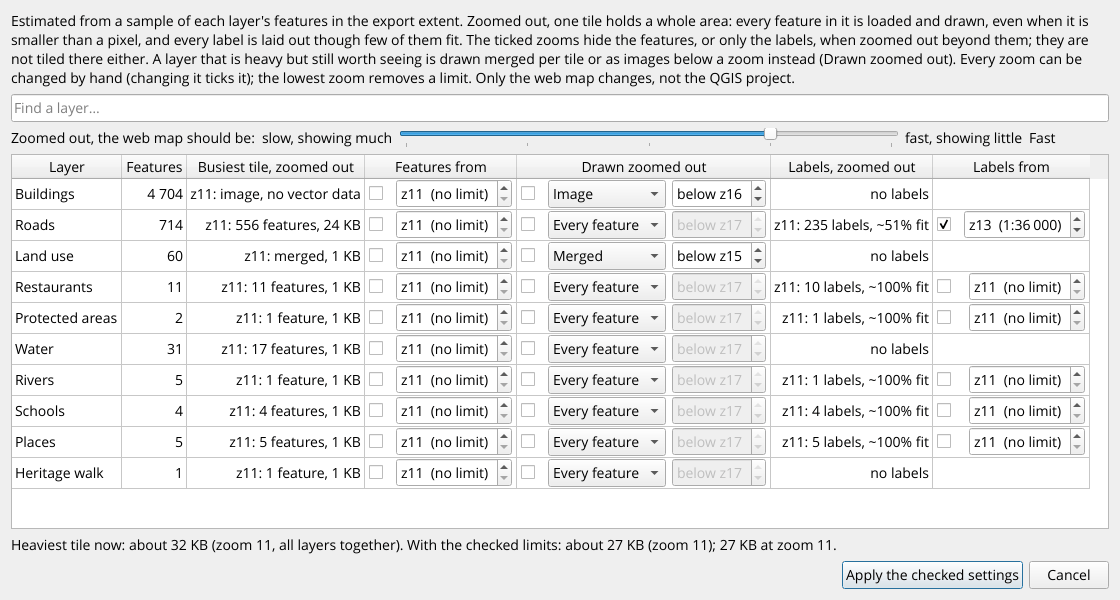 Estimated from a sample of each layer's features in the export extent. Zoomed out, one tile holds a whole area: every feature in it is loaded and drawn, even when it is
smaller than a pixel, and every label is laid out though few of them fit. The ticked zooms hide the features, or only the labels, when zoomed out beyond them; they are
not tiled there either. A layer that is heavy but still worth seeing is drawn merged per tile or as images below a zoom instead (Drawn zoomed out). Every zoom can be
changed by hand (changing it ticks it); the lowest zoom removes a limit. Only the web map changes, not the QGIS project.
Find a layer...
Zoomed out, the web map should be: slow, showing much fast, showing little Fast
Layer Features Busiest tile, zoomed out Features from Drawn zoomed out Labels, zoomed out Labels from
Buildings 4 704 z11: image, no vector data z11 (no limit) Image below z16 no labels
Roads 714 z11: 556 features, 24 KB z11 (no limit) Every feature below z17 z11: 235 labels, ~51% fit z13 (1:36 000)
Land use 60 z11: merged, 1 KB z11 (no limit) Merged below z15 no labels
Restaurants 11 z11: 11 features, 1 KB z11 (no limit) Every feature below z17 z11: 10 labels, ~100% fit z11 (no limit)
Protected areas 2 z11: 1 feature, 1 KB z11 (no limit) Every feature below z17 z11: 1 labels, ~100% fit z11 (no limit)
Water 31 z11: 17 features, 1 KB z11 (no limit) Every feature below z17 no labels
Rivers 5 z11: 1 feature, 1 KB z11 (no limit) Every feature below z17 z11: 1 labels, ~100% fit z11 (no limit)
Schools 4 z11: 4 features, 1 KB z11 (no limit) Every feature below z17 z11: 4 labels, ~100% fit z11 (no limit)
Places 5 z11: 5 features, 1 KB z11 (no limit) Every feature below z17 z11: 5 labels, ~100% fit z11 (no limit)
Heritage walk 1 z11: 1 feature, 1 KB z11 (no limit) Every feature below z17 no labels
Heaviest tile now: about 32 KB (zoom 11, all layers together). With the checked limits: about 27 KB (zoom 11); 27 KB at zoom 11.
Apply the checked settings Cancel